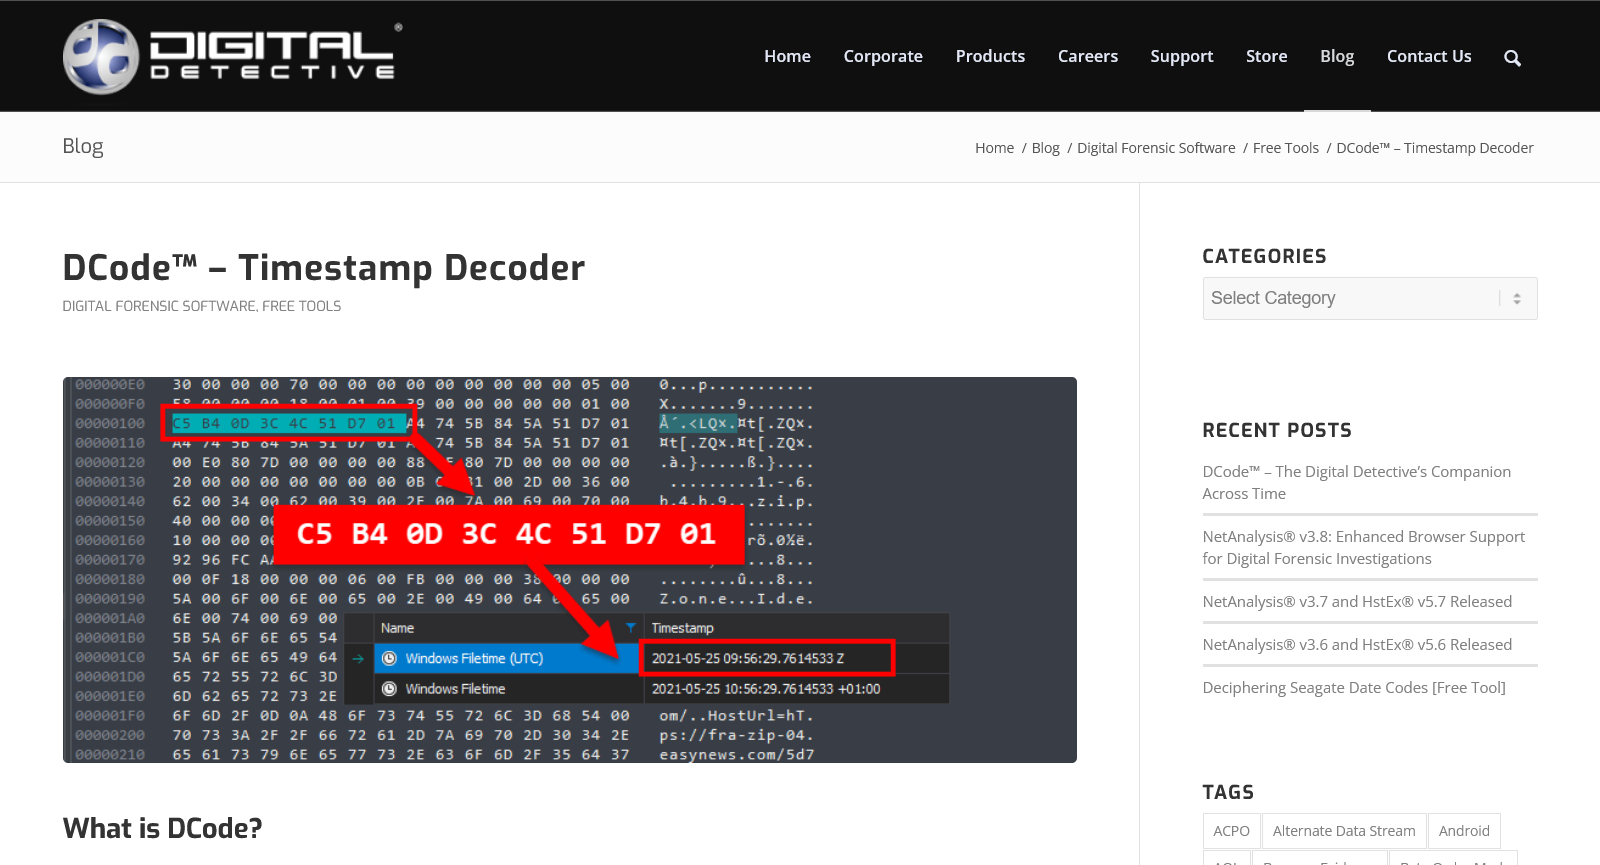 DIGITAL DETECTIVE ®
Home Corporate Products Careers Support Store Blog Contact Us
Blog
Home / Blog / Digital Forensic Software / Free Tools / DCode™ – Timestamp Decoder
DCode™ – Timestamp Decoder
DIGITAL FORENSIC SOFTWARE, FREE TOOLS
000000E0 30 00 00 00 70 00 00 00 00 00 00 00 00 00 05 00 0...p...........
000000F0 58 00 00 00 18 00 01 00 39 00 00 00 00 00 01 00 X.......9.......
00000100 C5 B4 0D 3C 4C 51 D7 01 A4 74 5B 84 5A 51 D7 01 Å´.<LQ×.¤t[.ZQ×.
00000110 A4 74 5B 84 5A 51 D7 01 74 5B 84 5A 51 D7 01 ¤t[.ZQ×.¤t[.ZQ×.
00000120 00 E0 80 7D 00 00 00 00 88 80 7D 00 00 00 00 .à.}.....ß.}....
00000130 20 00 00 00 00 00 00 00 0B 00 2D 00 36 00 .........1.-.6.
00000140 62 00 34 00 62 00 39 00 2E 00 7A 00 69 00 70 00 b.4.b.9...z.i.p.
00000150 40 00 00 00
00000160 10 00 00 00 rõ.0¾ë.
00000170 92 96 FC ...8...
00000180 00 0F 18 00 00 00 06 00 FB 00 00 00 38 00 00 00 ........û...8...
00000190 5A 00 6F 00 6E 00 65 00 2E 00 49 00 64 65 00 Z.o.n.e...I.d.e.
000001A0 6E 00 74 00 69 00
000001B0 5B 5A 6F 6E 65 54
000001C0 5A 6F 6E 65 49 64
000001D0 65 72 55 72 6C 3D
000001E0 6D 62 65 72 73 2E
000001F0 6F 6D 2F 0D 0A 48 6F 73 74 55 72 6C 3D 68 54 00 om/..HostUrl=hT.
00000200 70 73 3A 2F 2F 66 72 61 2D 7A 69 70 2D 30 34 2E ps://fra-zip-04.
00000210 65 61 73 79 6E 65 77 73 2E 63 6F 6D 2F 35 64 37 easynews.com/5d7
C5 B4 0D 3C 4C 51 D7 01
Name Timestamp
Windows Filetime (UTC) 2021-05-25 09:56:29.7614533 Z
Windows Filetime 2021-05-25 10:56:29.7614533 +01:00
What is DCode?
CATEGORIES
Select Category
RECENT POSTS
DCode™ – The Digital Detective’s Companion
Across Time
NetAnalysis® v3.8: Enhanced Browser Support
for Digital Forensic Investigations
NetAnalysis® v3.7 and HstEx® v5.7 Released
NetAnalysis® v3.6 and HstEx® v5.6 Released
Deciphering Seagate Date Codes [Free Tool]
TAGS
ACPO Alternate Data Stream Android